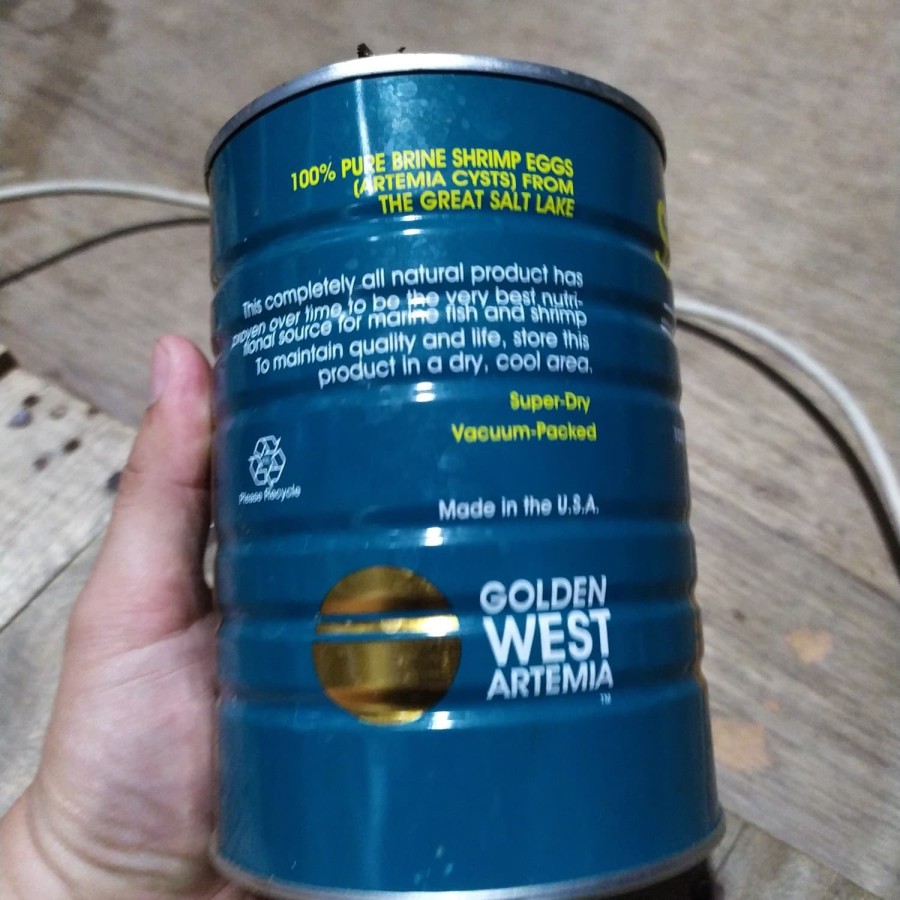 100% PURE BRINE SHRIMP EGGS
(ARTEMIA CYSTS) FROM
THE GREAT SALT LAKE
This completely all natural product has
proven over time to be the very best nutri-
tional source for marine fish and shrimp
To maintain quality and life, store this
product in a dry, cool area.
Super-Dry
Vacuum-Packed
Please Recycle
Made in the U.S.A.
GOLDEN
WEST
ARTEMIA
TM